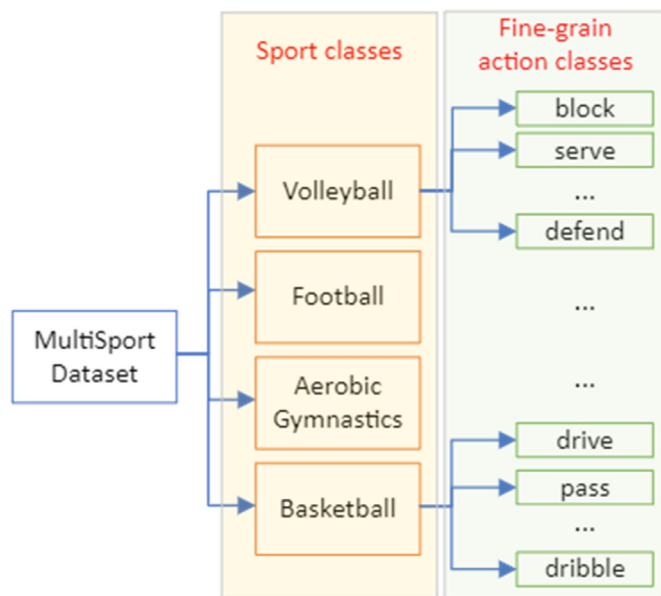 Sport classes
Fine-grain
action classes
MultiSport
Dataset
Volleyball
Football
Aerobic
Gymnastics
Basketball
block
serve
...
defend
...
...
drive
pass
...
dribble